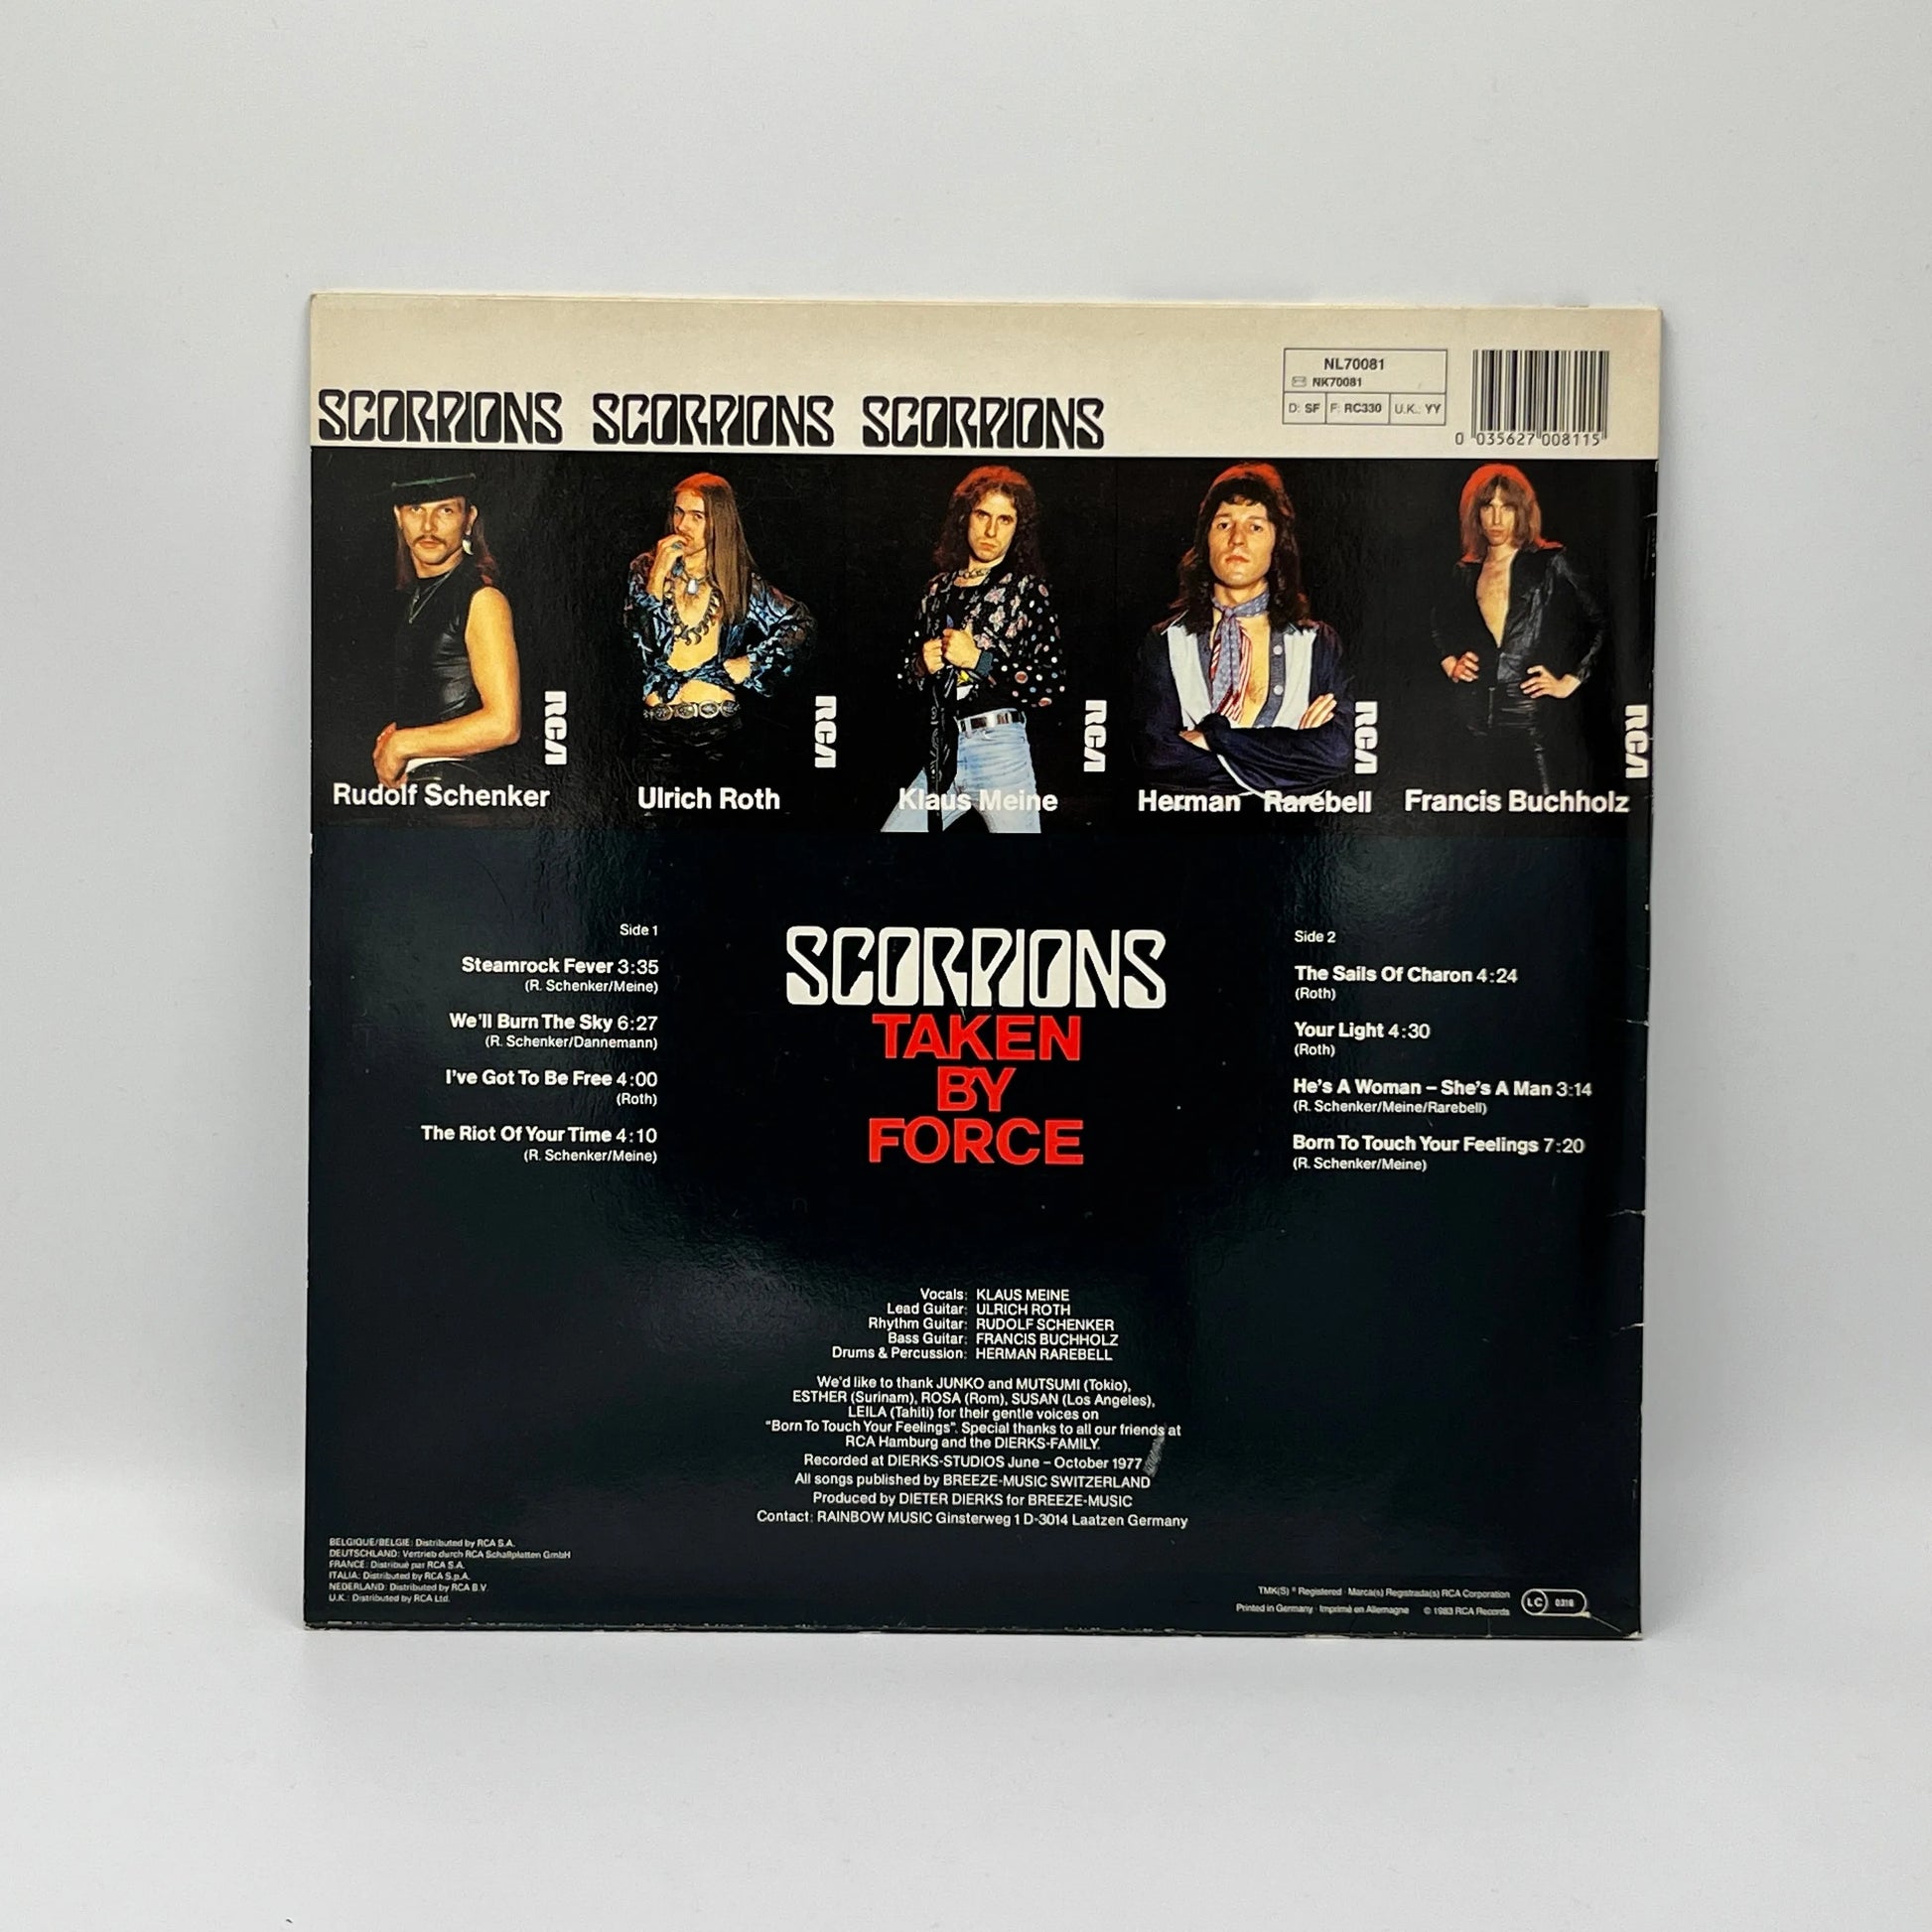 NL70081
NK70081
D: SF F: RC330 U.K.: YY
0 035627 008115
SCORPIONS SCORPIONS SCORPIONS
RCA RCA RCA RCA RCA
Rudolf Schenker Ulrich Roth Klaus Meine Herman Rarebell Francis Buchholz
Side 1
Steamrock Fever 3:35
(R. Schenker/Meine)
We'll Burn The Sky 6:27
(R. Schenker/Dannemann)
I've Got To Be Free 4:00
(Roth)
The Riot Of Your Time 4:10
(R. Schenker/Meine)
SCORPIONS
TAKEN
BY
FORCE
Side 2
The Sails Of Charon 4:24
(Roth)
Your Light 4:30
(Roth)
He's A Woman – She's A Man 3:14
(R. Schenker/Meine/Rarebell)
Born To Touch Your Feelings 7:20
(R. Schenker/Meine)
Vocals: KLAUS MEINE
Lead Guitar: ULRICH ROTH
Rhythm Guitar: RUDOLF SCHENKER
Bass Guitar: FRANCIS BUCHHOLZ
Drums & Percussion: HERMAN RAREBELL
We'd like to thank JUNKO and MUTSUMI (Tokio),
ESTHER (Surinam), ROSA (Rom), SUSAN (Los Angeles),
LEILA (Tahiti) for their gentle voices on
"Born To Touch Your Feelings". Special thanks to all our friends at
RCA Hamburg and the DIERKS-FAMILY.
Recorded at DIERKS-STUDIOS June – October 1977
All songs published by BREEZE-MUSIC SWITZERLAND
Produced by DIETER DIERKS for BREEZE-MUSIC
Contact: RAINBOW MUSIC Ginsterweg 1 D-3014 Laatzen Germany
BELGIQUE/BELGIE: Distributed by RCA S.A.
DEUTSCHLAND: Vertrieb durch RCA Schallplatten GmbH
FRANCE: Distribué par RCA S.A.
ITALIA: Distributed by RCA S.p.A.
NEDERLAND: Distributed by RCA B.V.
U.K.: Distributed by RCA Ltd.
TMK(S) ® Registered · Marca(s) Registrada(s) RCA Corporation
Printed in Germany · Imprimé en Allemagne © 1983 RCA Records
LC 0316